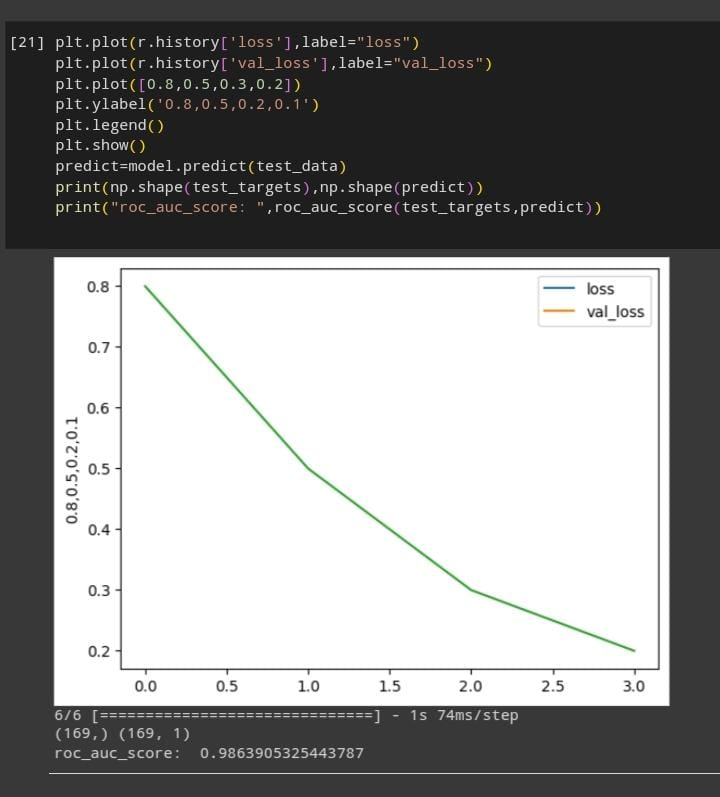 [21] plt.plot(r.history['loss'],label="loss")
plt.plot(r.history['val_loss'],label="val_loss")
plt.plot([0.8,0.5,0.3,0.2])
plt.ylabel('0.8,0.5,0.2,0.1')
plt.legend()
plt.show()
predict=model.predict(test_data)
print(np.shape(test_targets),np.shape(predict))
print("roc_auc_score: ",roc_auc_score(test_targets,predict))
loss
val_loss
0.8
0.7
0.6
0.5
0.4
0.3
0.2
0.8,0.5,0.2,0.1
0.0 0.5 1.0 1.5 2.0 2.5 3.0
6/6 [==============================] - 1s 74ms/step
(169,) (169, 1)
roc_auc_score:  0.9863905325443787